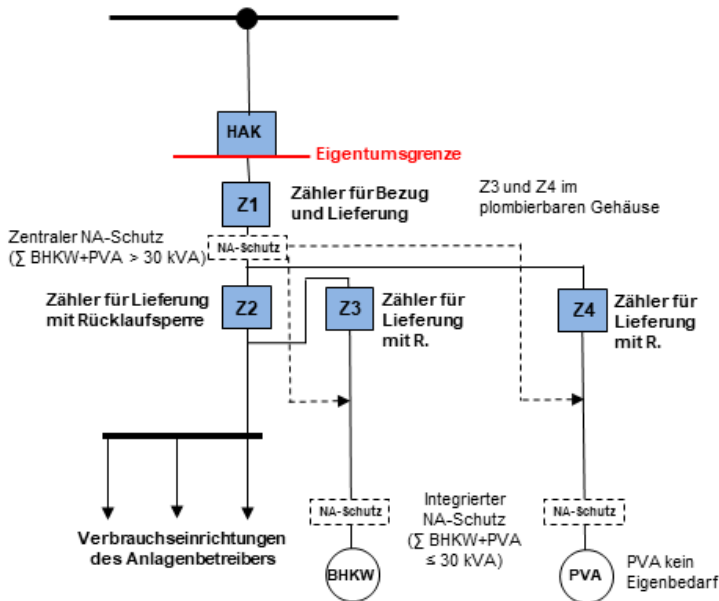 HAK
Eigentumsgrenze
Z1
Zähler für Bezug
und Lieferung
Z3 und Z4 im
plombierbaren Gehäuse
Zentraler NA-Schutz
(∑ BHKW+PVA > 30 kVA)
NA-Schutz
Zähler für Lieferung
mit Rücklaufsperre
Z2
Z3
Zähler für
Lieferung
mit R.
Z4
Zähler für
Lieferung
mit R.
NA-Schutz
Integrierter
NA-Schutz
(∑ BHKW+PVA
≤ 30 kVA)
NA-Schutz
Verbrauchseinrichtungen
des Anlagenbetreibers
BHKW
PVA
PVA kein
Eigenbedarf